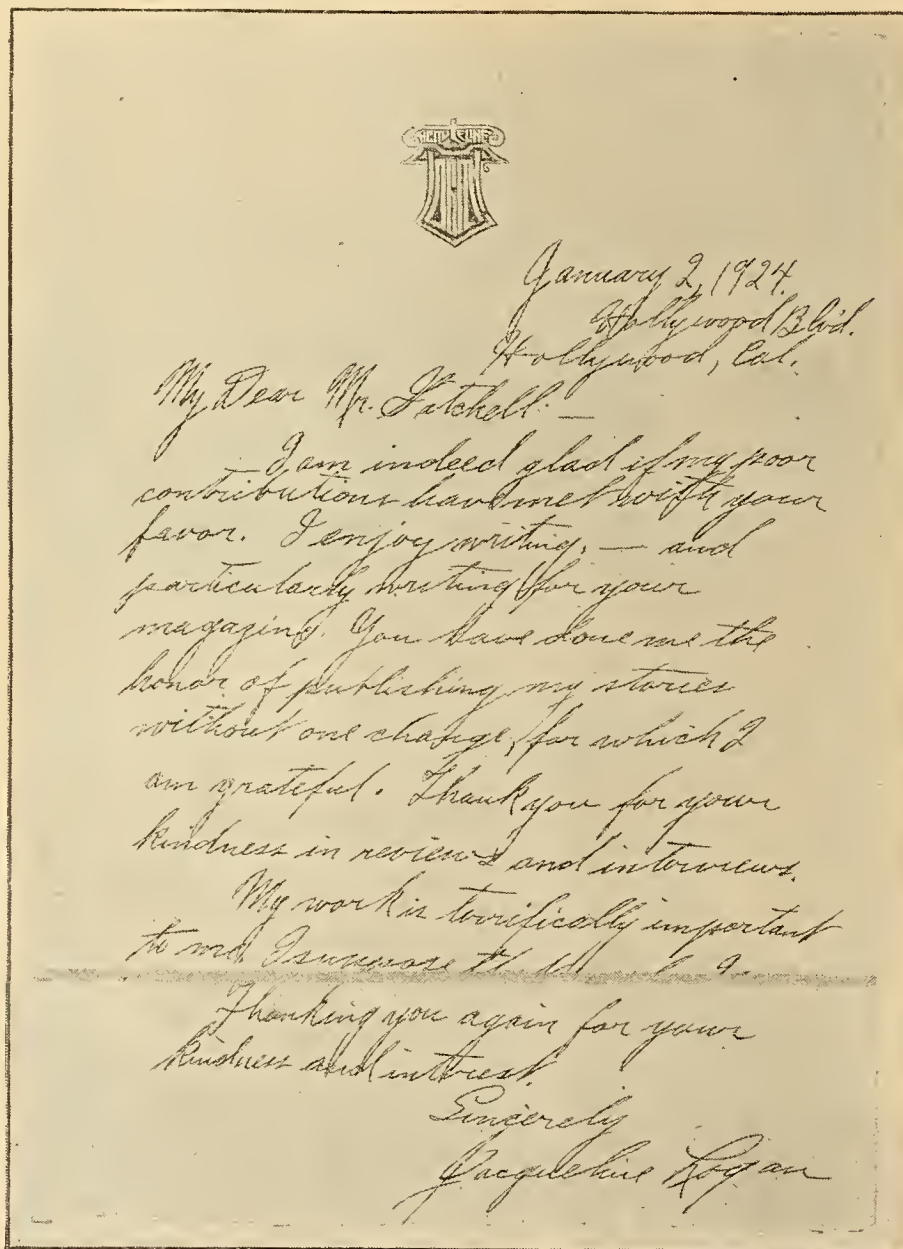 January 2, 1924.
Hollywood Blvd.
Hollywood, Cal.
My Dear Mr. :—
I am indeed glad if my poor
contributions have met with your
favor. I enjoy writing, — and
particularly writing for your
magazine. You have done me the
honor of publishing my stories
without one change, for which I
am grateful. Thank you for your
kindness in reviews and interviews.
My work is terrifically important
to me. I suppose
Thanking you again for your
kindness and interest.
Sincerely
Jacqueline Logan